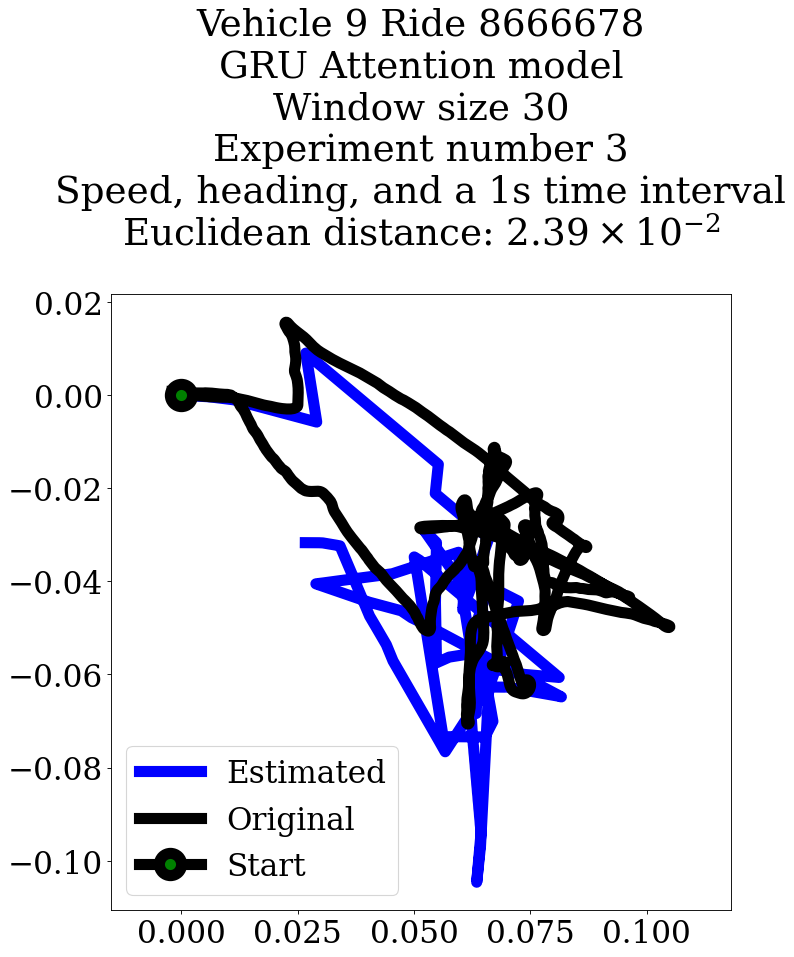 Vehicle 9 Ride 8666678
GRU Attention model
Window size 30
Experiment number 3
Speed, heading, and a 1s time interval
Euclidean distance: 2.39 × 10⁻²
0.02
0.00
−0.02
−0.04
−0.06
−0.08
−0.10
Estimated
Original
Start
0.000 0.025 0.050 0.075 0.100